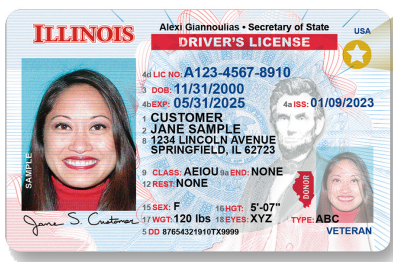 ILLINOIS
Alexi Giannoulias • Secretary of State
USA
DRIVER'S LICENSE
4d LIC NO: A123-4567-8910
3 DOB: 11/31/2000
4b EXP: 05/31/2025 4a ISS: 01/09/2023
1 CUSTOMER
2 JANE SAMPLE
8 1234 LINCOLN AVENUE
SPRINGFIELD, IL 62723
9 CLASS: AEIOU 9a END: NONE
12 REST: NONE
SAMPLE
DONOR
Jane S. Customer
15 SEX: F 16 HGT: 5'-07"
17 WGT: 120 lbs 18 EYES: XYZ TYPE: ABC
5 DD 87654321910TX9999 VETERAN